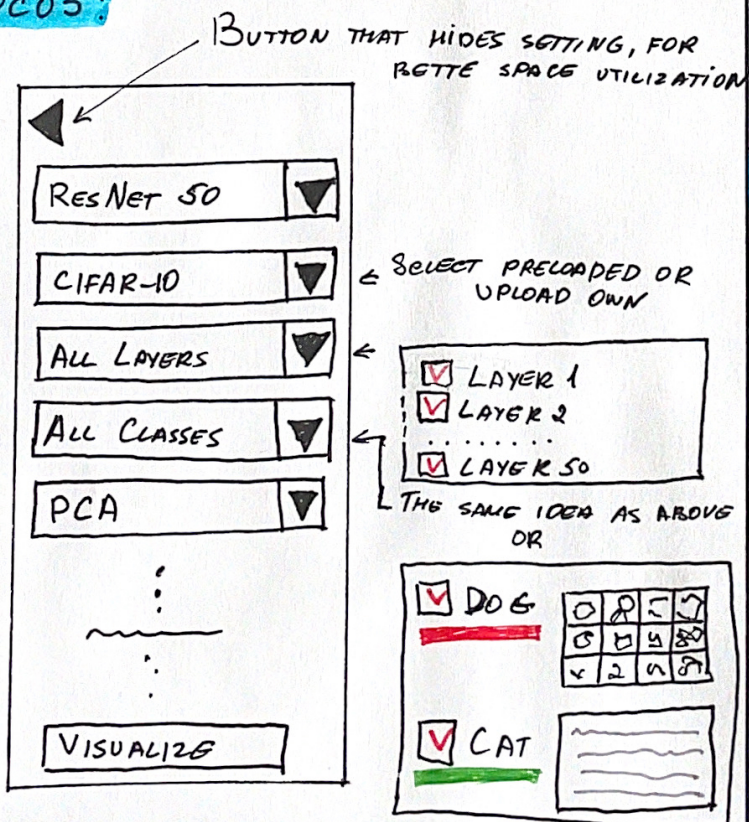 BUTTON THAT HIDES SETTING, FOR
BETTE SPACE UTILIZATION
RESNET 50
CIFAR-10
SELECT PRELOADED OR
UPLOAD OWN
ALL LAYERS
LAYER 1
LAYER 2
LAYER 50
ALL CLASSES
THE SAME IDEA AS ABOVE
OR
PCA
DOG
CAT
VISUALIZE